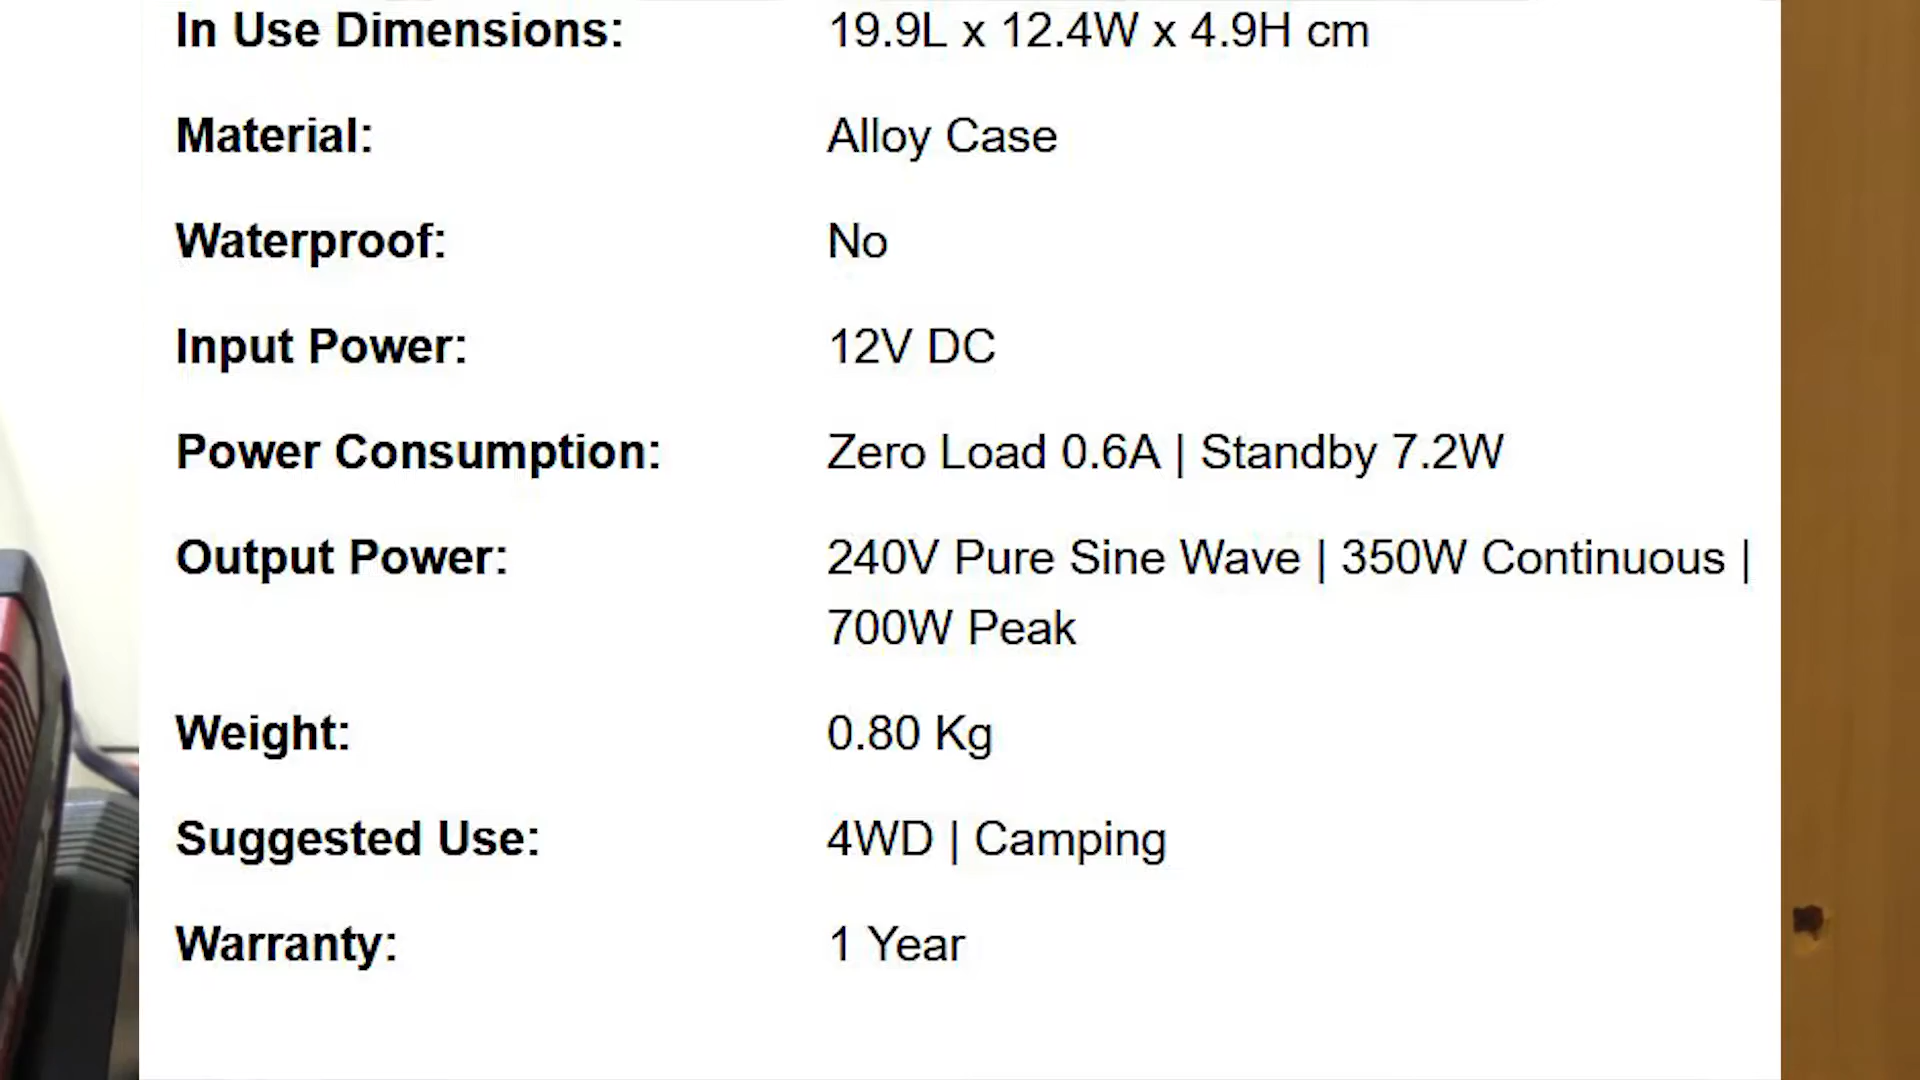 In Use Dimensions: 19.9L x 12.4W x 4.9H cm
Material: Alloy Case
Waterproof: No
Input Power: 12V DC
Power Consumption: Zero Load 0.6A | Standby 7.2W
Output Power: 240V Pure Sine Wave | 350W Continuous |
700W Peak
Weight: 0.80 Kg
Suggested Use: 4WD | Camping
Warranty: 1 Year